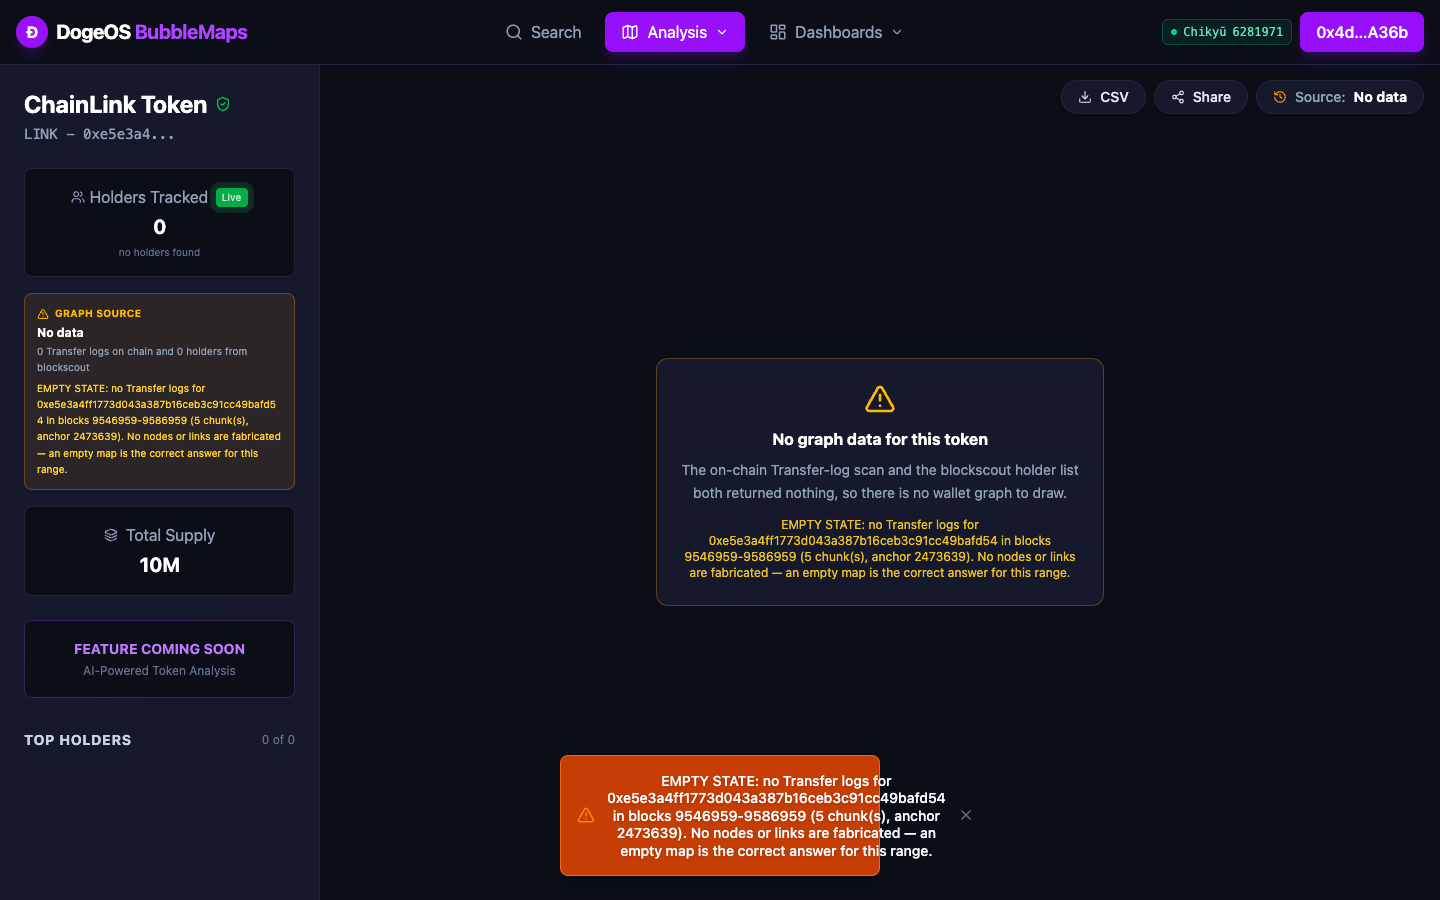 DogeOS BubbleMaps
Search
Analysis
Dashboards
Chikyū 6281971
0x4d...A36b
ChainLink Token
LINK – 0xe5e3a4...
CSV
Share
Source: No data
Holders Tracked Live
0
no holders found
GRAPH SOURCE
No data
0 Transfer logs on chain and 0 holders from
blockscout
EMPTY STATE: no Transfer logs for
0xe5e3a4ff1773d043a387b16ceb3c91cc49bafd5
4 in blocks 9546959-9586959 (5 chunk(s),
anchor 2473639). No nodes or links are fabricated
— an empty map is the correct answer for this
range.
Total Supply
10M
FEATURE COMING SOON
AI-Powered Token Analysis
TOP HOLDERS
0 of 0
No graph data for this token
The on-chain Transfer-log scan and the blockscout holder list
both returned nothing, so there is no wallet graph to draw.
EMPTY STATE: no Transfer logs for
0xe5e3a4ff1773d043a387b16ceb3c91cc49bafd54 in blocks
9546959-9586959 (5 chunk(s), anchor 2473639). No nodes or links
are fabricated — an empty map is the correct answer for this range.
EMPTY STATE: no Transfer logs for
0xe5e3a4ff1773d043a387b16ceb3c91cc49bafd54
in blocks 9546959-9586959 (5 chunk(s), anchor
2473639). No nodes or links are fabricated — an
empty map is the correct answer for this range.